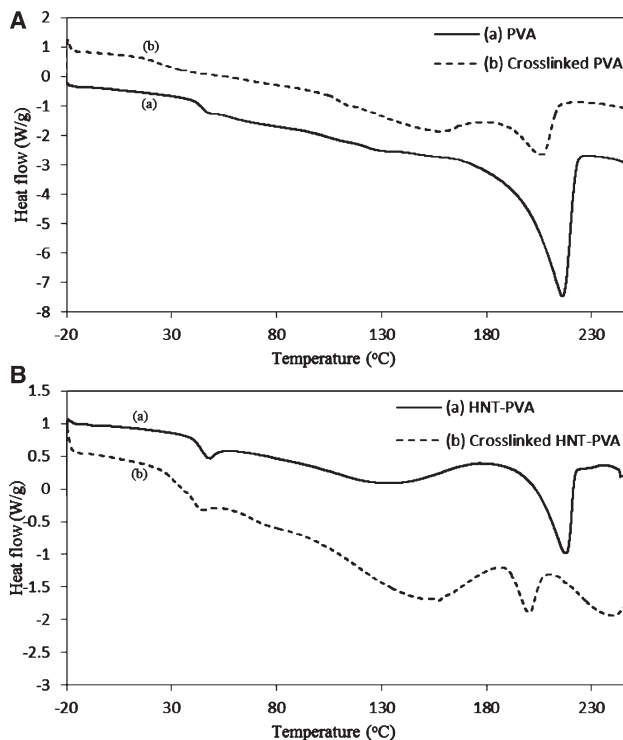 A
2
1
0
-1
-2
-3
-4
-5
-6
-7
-8
Heat flow (W/g)
(b)
(a)
(a) PVA
(b) Crosslinked PVA
-20 30 80 130 180 230
Temperature (°C)
B
1.5
1
0.5
0
-0.5
-1
-1.5
-2
-2.5
-3
Heat flow (W/g)
(a)
(b)
(a) HNT-PVA
(b) Crosslinked HNT-PVA
-20 30 80 130 180 230
Temperature (°C)